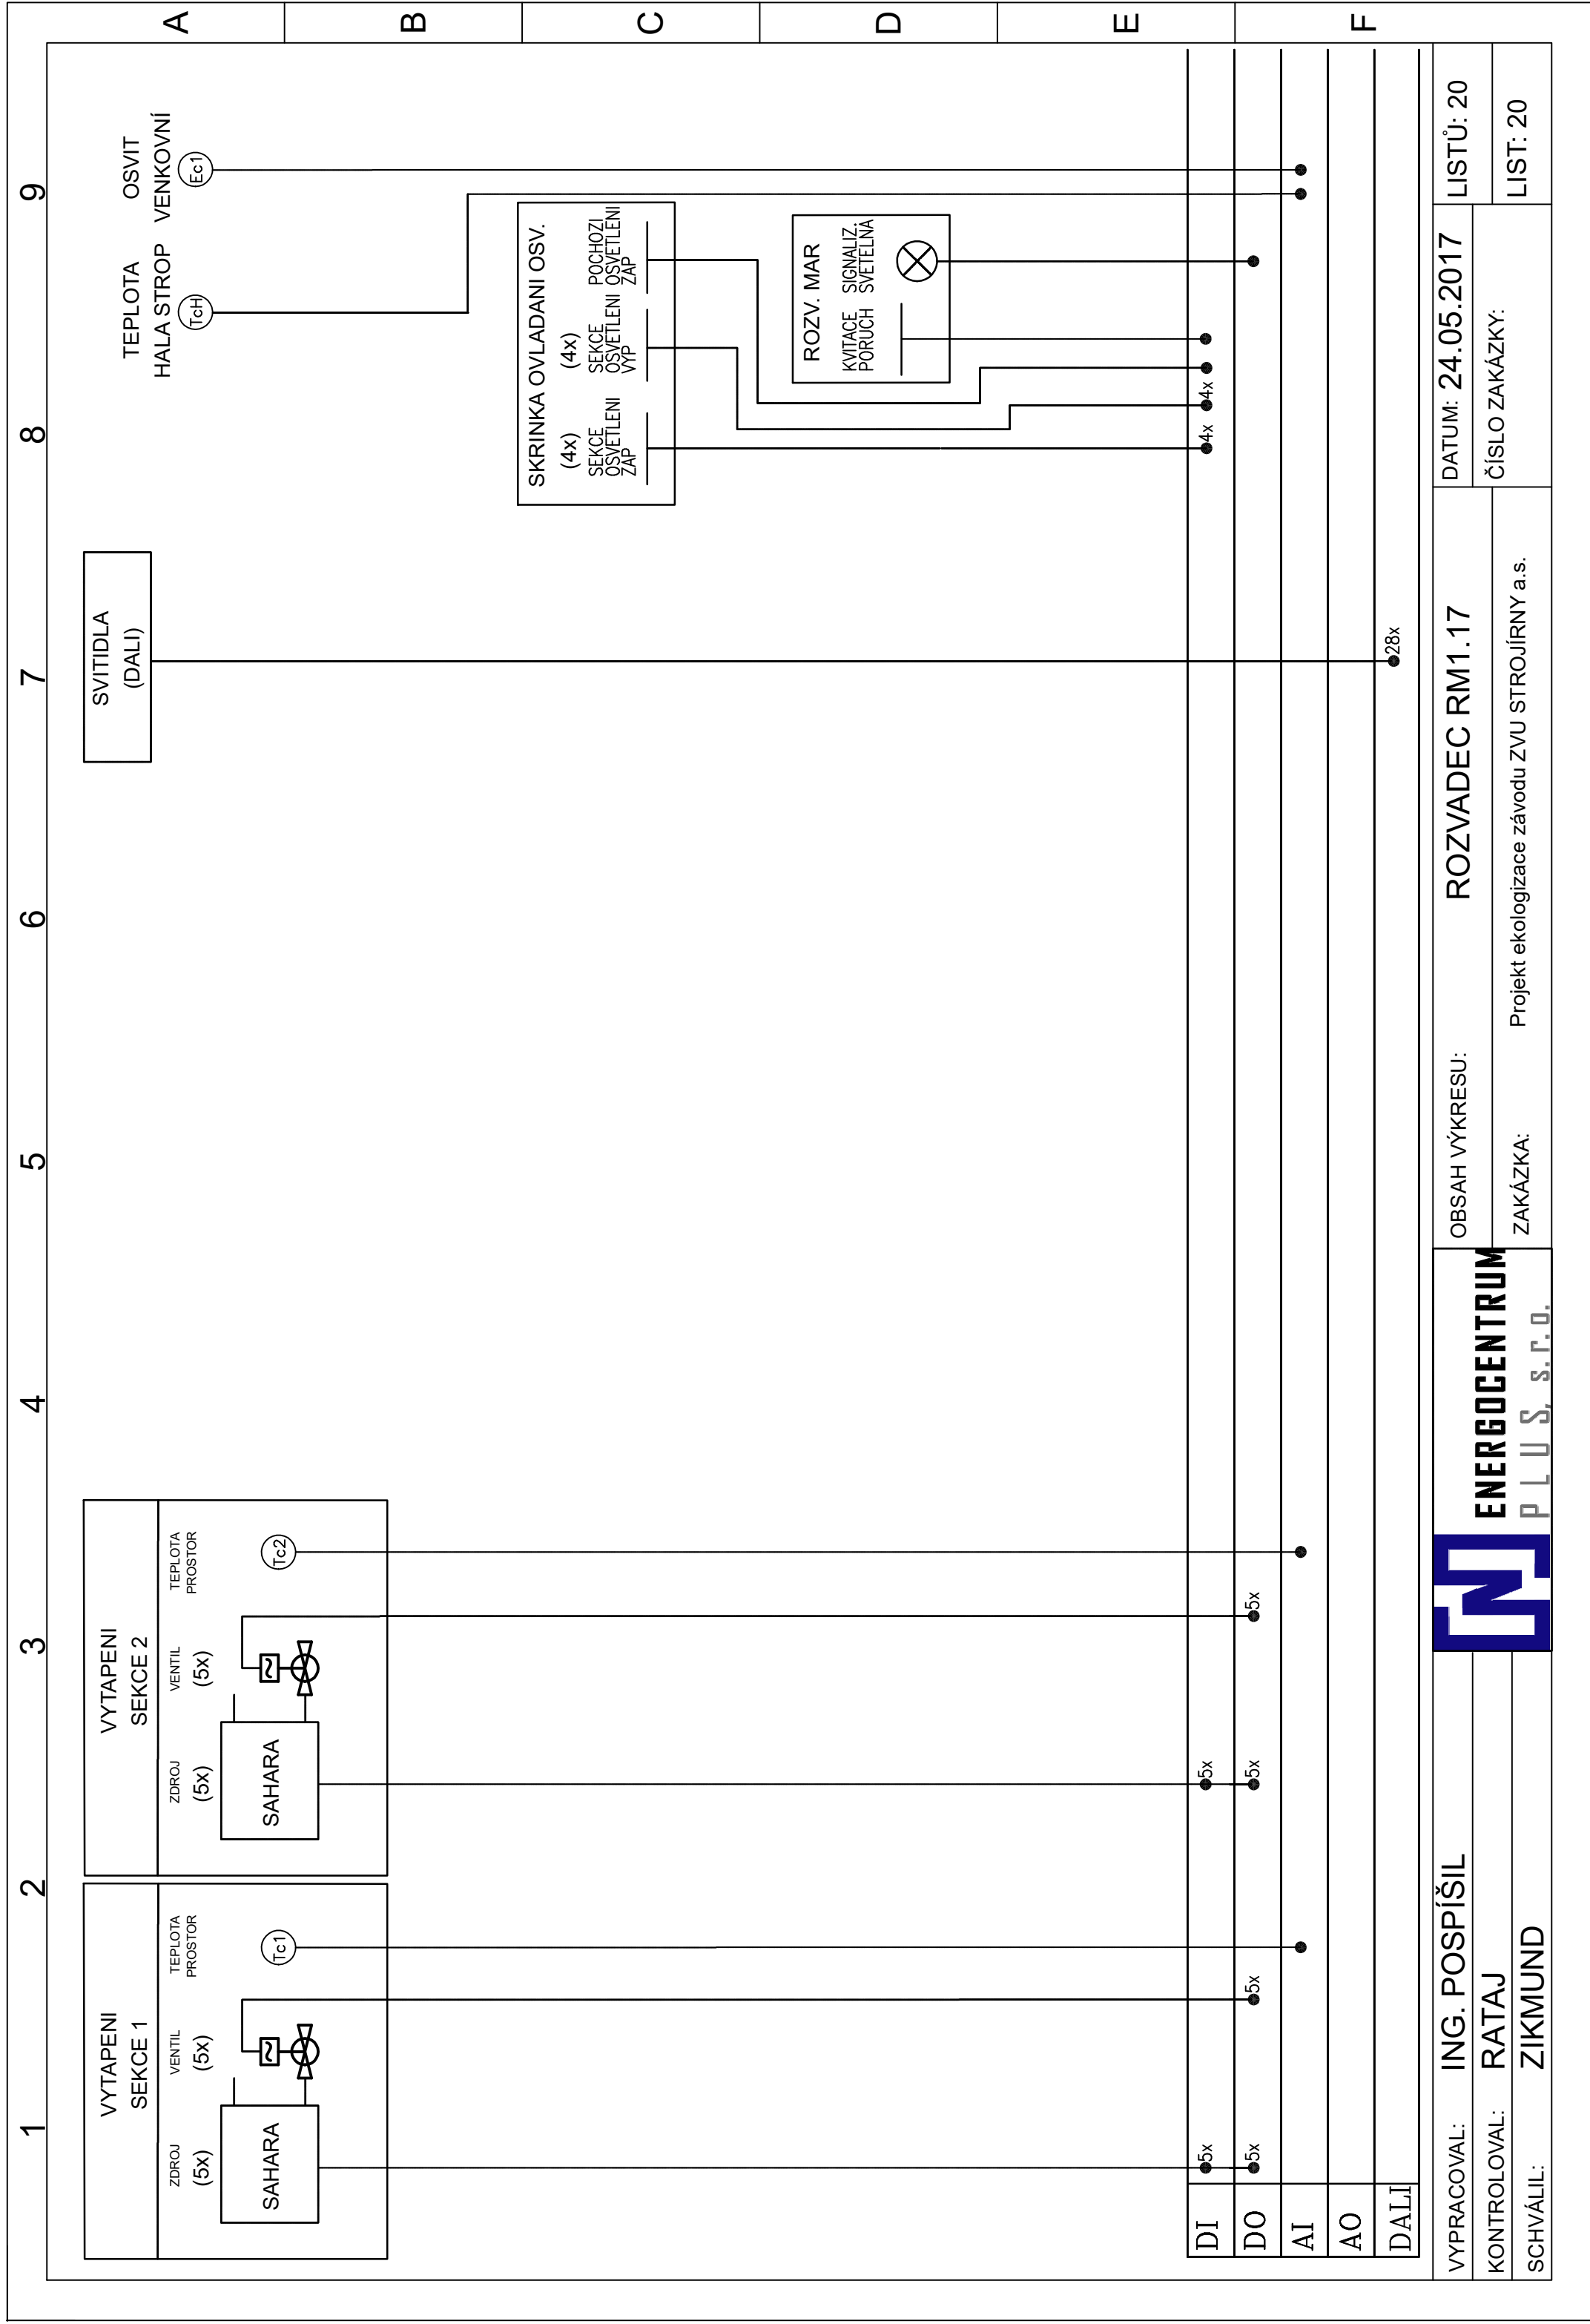 1 2 3 4 5 6 7 8 9
A
B
C
D
E
F
VYTAPENI
SEKCE 1
ZDROJ
(5x)
VENTIL
(5x)
TEPLOTA
PROSTOR
SAHARA
Tc1
VYTAPENI
SEKCE 2
ZDROJ
(5x)
VENTIL
(5x)
TEPLOTA
PROSTOR
SAHARA
Tc2
SVITIDLA
(DALI)
TEPLOTA
HALA STROP
TcH
OSVIT
VENKOVNÍ
Ec1
SKRINKA OVLADANI OSV.
(4x)
SEKCE
OSVETLENI
ZAP
(4x)
SEKCE
OSVETLENI
VYP
POCHOZI
OSVETLENI
ZAP
ROZV. MAR
KVITACE
PORUCH
SIGNALIZ.
SVETELNA
DI 5x 5x 4x 4x
DO 5x 5x 5x 5x
AI
AO
DALI 28x
VYPRACOVAL: ING. POSPÍŠIL
KONTROLOVAL: RATAJ
SCHVÁLIL: ZIKMUND
ENERGOCENTRUM
PLUS, s.r.o.
OBSAH VÝKRESU: ROZVADEC RM1.17
ZAKÁZKA: Projekt ekologizace závodu ZVU STROJÍRNY a.s.
DATUM: 24.05.2017
ČÍSLO ZAKÁZKY:
LISTŮ: 20
LIST: 20